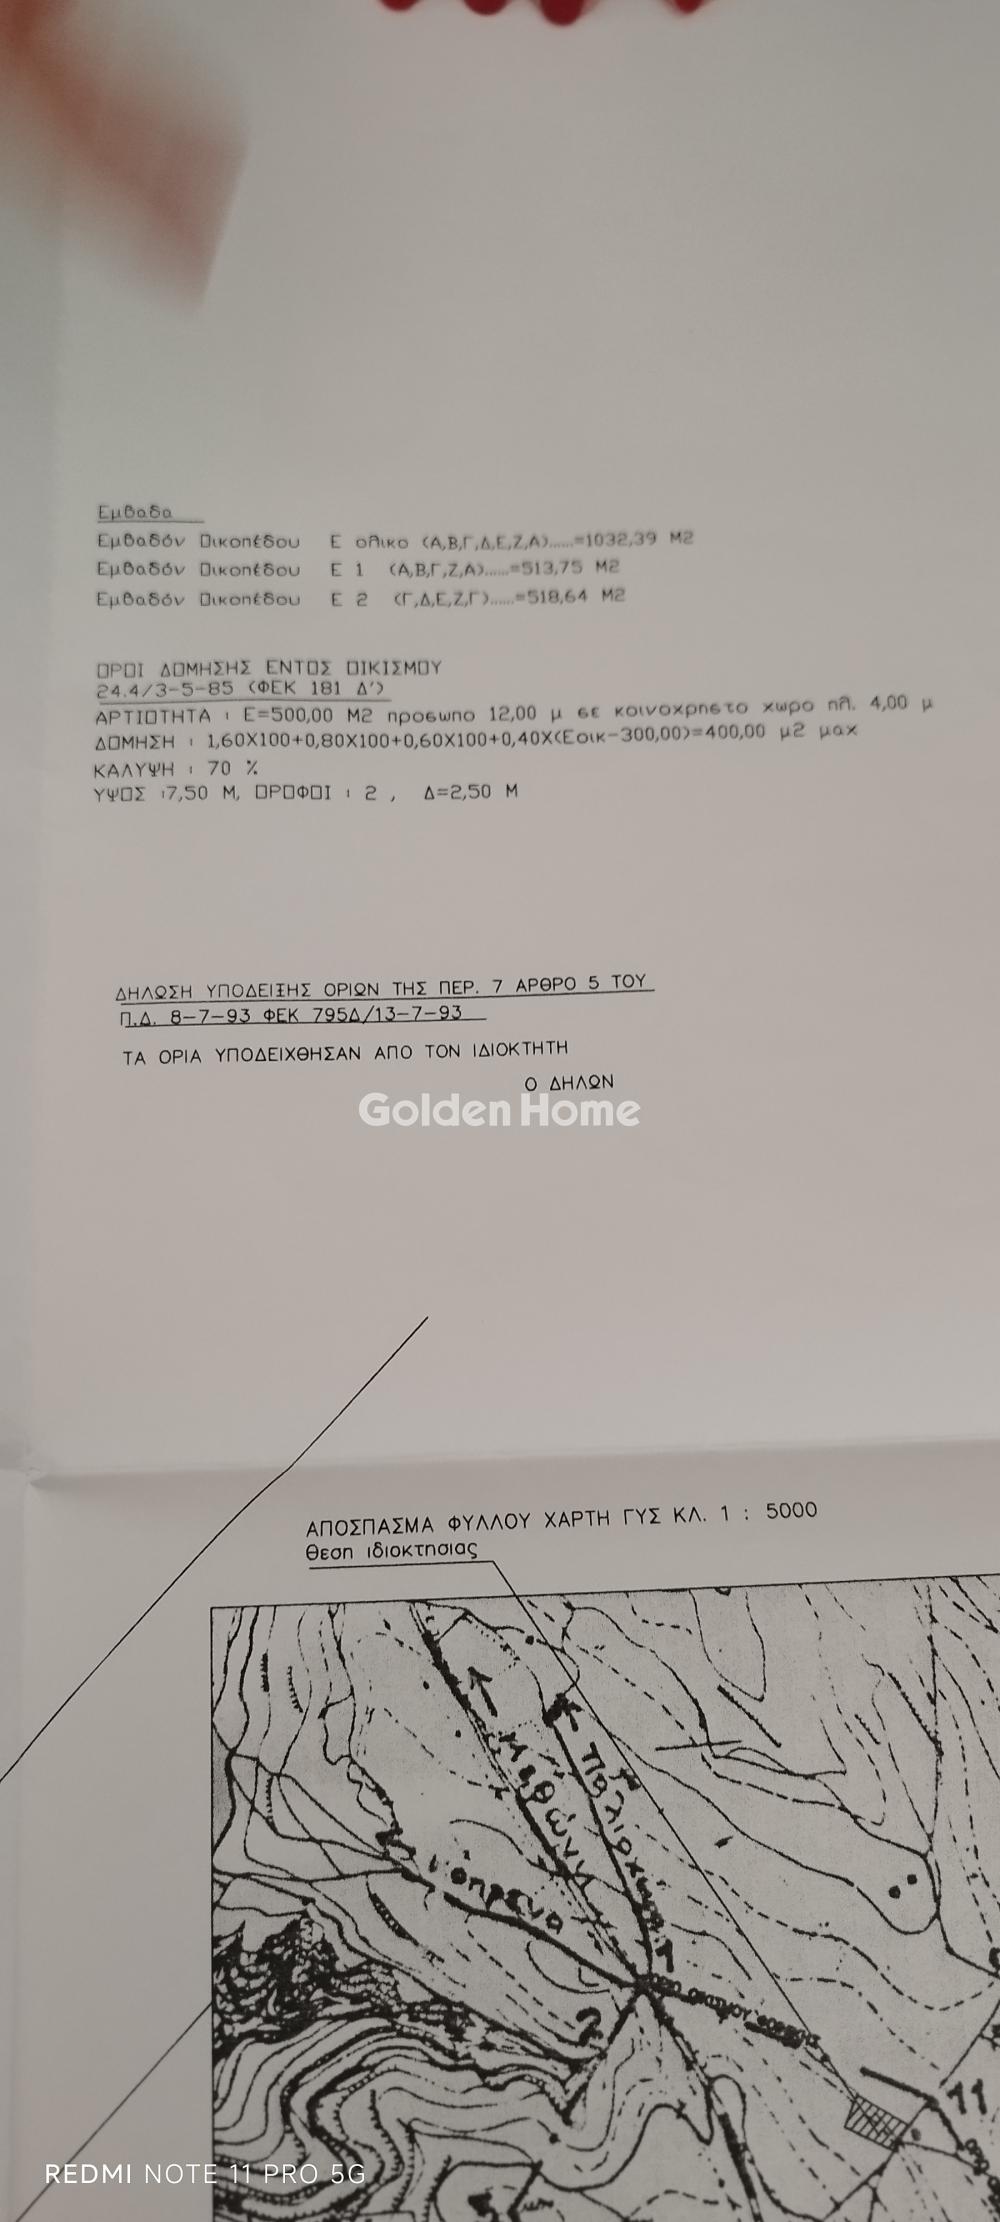 Εμβαδα
Εμβαδόν Οικοπέδου Ε ολικο (Α,Β,Γ,Δ,Ε,Ζ,Α)......=1032,39 Μ2
Εμβαδόν Οικοπέδου Ε 1 (Α,Β,Γ,Ζ,Α)......=513,75 Μ2
Εμβαδόν Οικοπέδου Ε 2 (Γ,Δ,Ε,Ζ,Γ)......=518,64 Μ2
ΟΡΟΙ ΔΟΜΗΣΗΣ ΕΝΤΟΣ ΟΙΚΙΣΜΟΥ
24.4/3-5-85 (ΦΕΚ 181 Δ')
ΑΡΤΙΟΤΗΤΑ : Ε=500,00 Μ2 προσωπο 12,00 μ σε κοινοχρηστο χωρο πλ. 4,00 μ
ΔΟΜΗΣΗ : 1,60Χ100+0,80Χ100+0,60Χ100+0,40Χ(Εοικ-300,00)=400,00 μ2 μαχ
ΚΑΛΥΨΗ : 70 %
ΥΨΟΣ :7,50 Μ, ΟΡΟΦΟΙ : 2 , Δ=2,50 Μ
ΔΗΛΩΣΗ ΥΠΟΔΕΙΞΗΣ ΟΡΙΩΝ ΤΗΣ ΠΕΡ. 7 ΑΡΘΡΟ 5 ΤΟΥ
Π.Δ. 8-7-93 ΦΕΚ 795Δ/13-7-93
ΤΑ ΟΡΙΑ ΥΠΟΔΕΙΧΘΗΣΑΝ ΑΠΟ ΤΟΝ ΙΔΙΟΚΤΗΤΗ
Ο ΔΗΛΩΝ
Golden Home
ΑΠΟΣΠΑΣΜΑ ΦΥΛΛΟΥ ΧΑΡΤΗ ΓΥΣ ΚΛ. 1 : 5000
Θεση ιδιοκτησιας
Μεθώνη
11
REDMI NOTE 11 PRO 5G